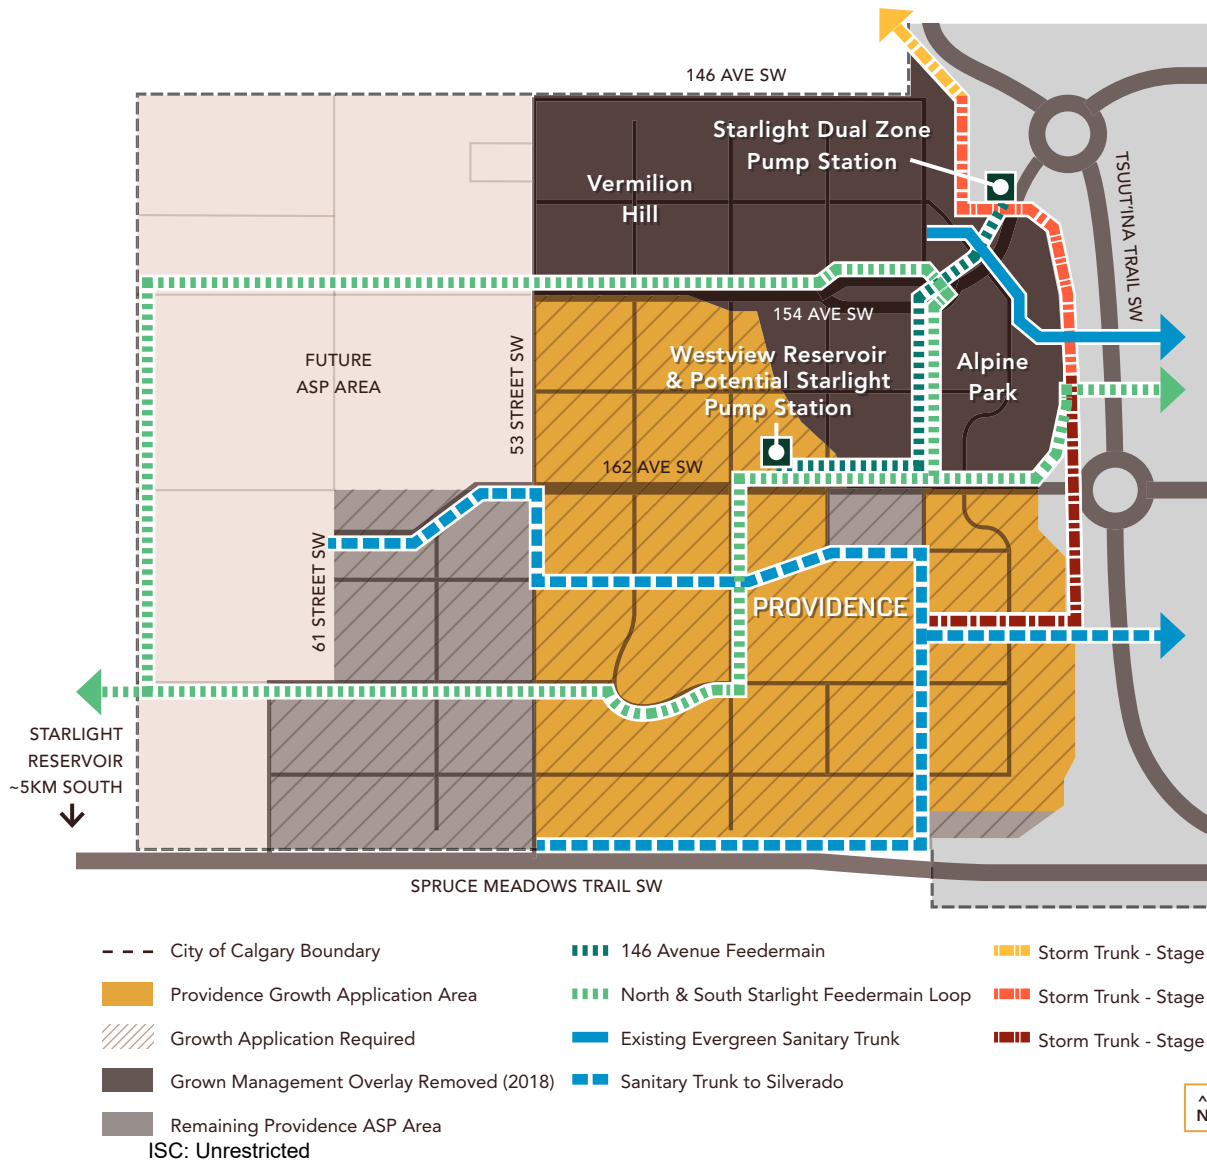 146 AVE SW
Starlight Dual Zone
Pump Station
Vermilion
Hill
TSUUT'INA TRAIL SW
154 AVE SW
53 STREET SW
FUTURE
ASP AREA
Westview Reservoir
& Potential Starlight
Pump Station
Alpine
Park
162 AVE SW
61 STREET SW
PROVIDENCE
STARLIGHT
RESERVOIR
~5KM SOUTH
SPRUCE MEADOWS TRAIL SW
City of Calgary Boundary
Providence Growth Application Area
Growth Application Required
Grown Management Overlay Removed (2018)
Remaining Providence ASP Area
146 Avenue Feedermain
North & South Starlight Feedermain Loop
Existing Evergreen Sanitary Trunk
Sanitary Trunk to Silverado
Storm Trunk - Stage
Storm Trunk - Stage
Storm Trunk - Stage
N
ISC: Unrestricted